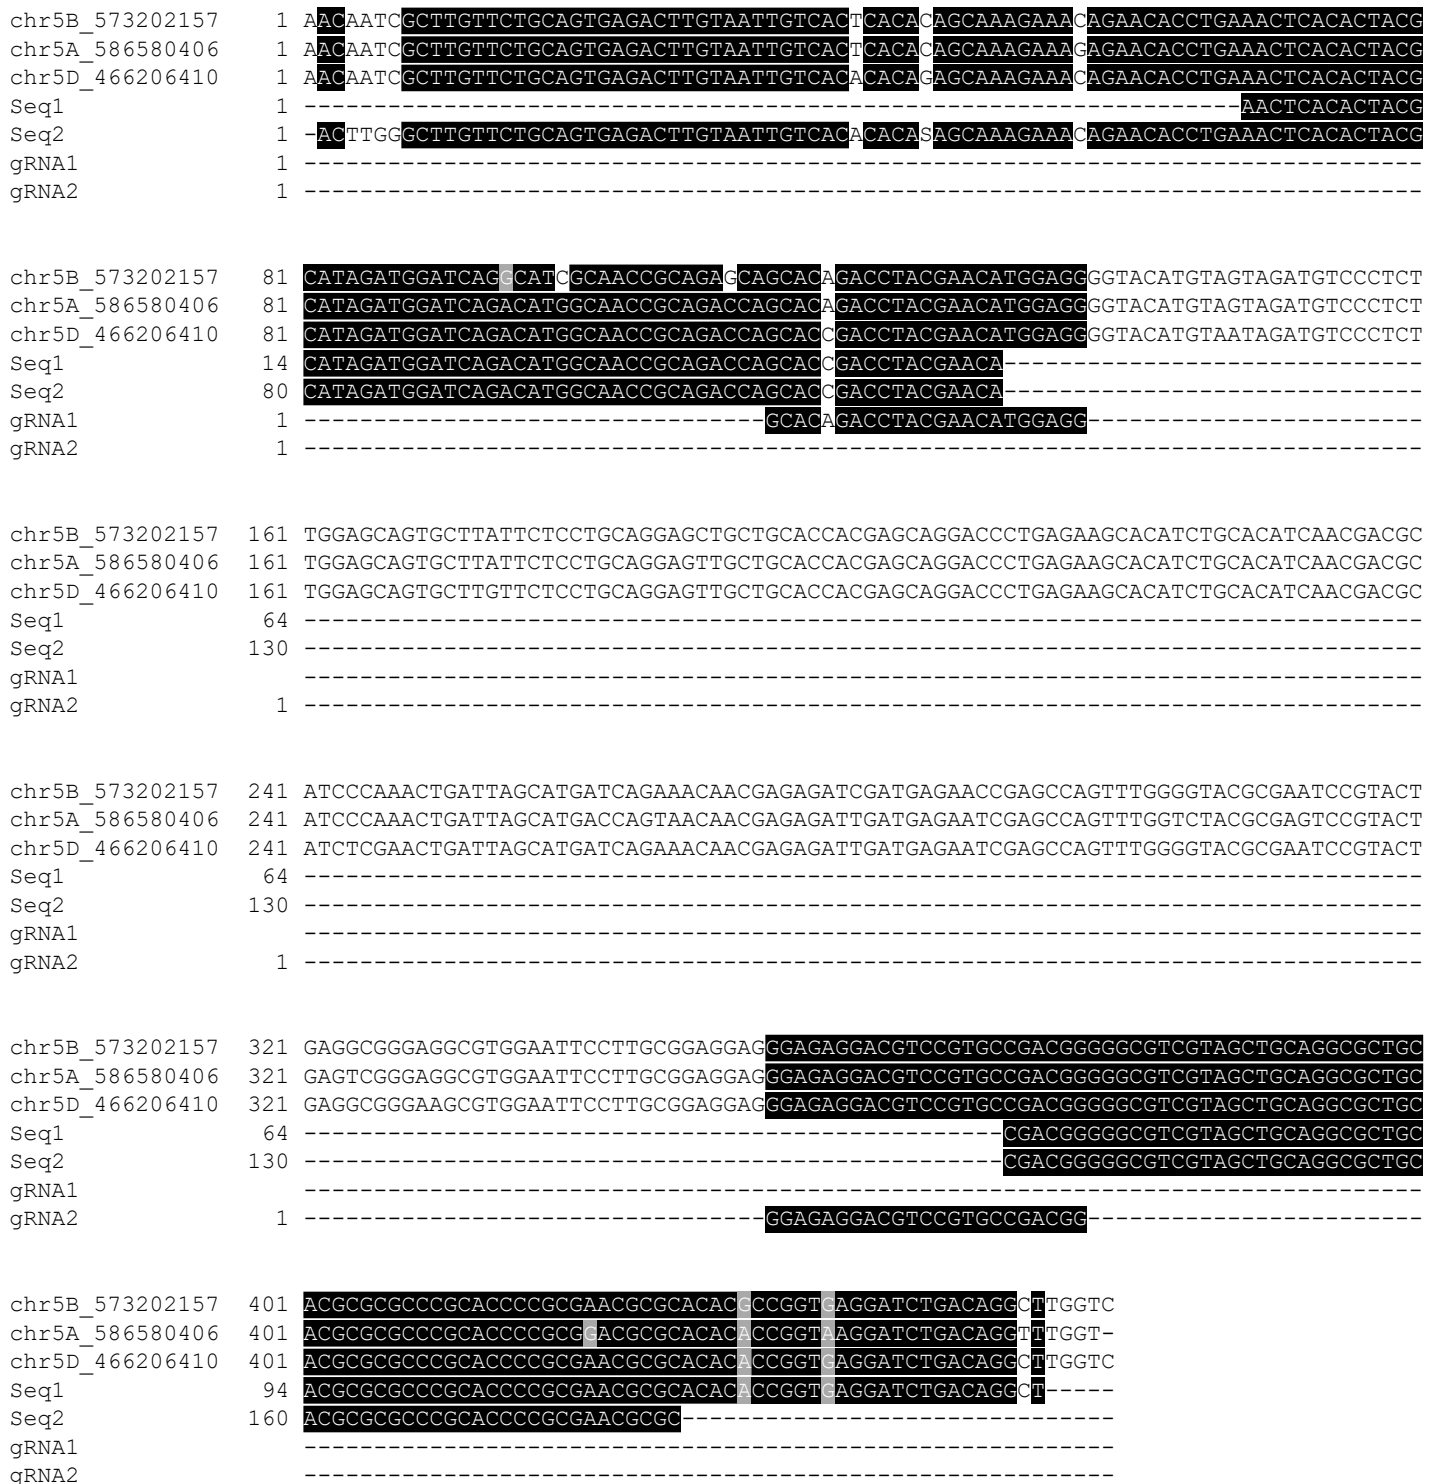 chr5B_573202157 1 AACAATCGCTTGTTCTGCAGTGAGACTTGTAATTGTCACTCACACAGCAAAGAAACAGAACACCTGAAACTCACACTACG
chr5A_586580406 1 AACAATCGCTTGTTCTGCAGTGAGACTTGTAATTGTCACTCACACAGCAAAGAAAGAGAACACCTGAAACTCACACTACG
chr5D_466206410 1 AACAATCGCTTGTTCTGCAGTGAGACTTGTAATTGTCACACACAGAGCAAAGAAACAGAACACCTGAAACTCACACTACG
Seq1 1 -------------------------------------------------------------------AACTCACACTACG
Seq2 1 -ACTTGGGCTTGTTCTGCAGTGAGACTTGTAATTGTCACACACASAGCAAAGAAACAGAACACCTGAAACTCACACTACG
gRNA1 1 --------------------------------------------------------------------------------
gRNA2 1 --------------------------------------------------------------------------------
chr5B_573202157 81 CATAGATGGATCAGGCATCGCAACCGCAGAGCAGCACAGACCTACGAACATGGAGGGGTACATGTAGTAGATGTCCCTCT
chr5A_586580406 81 CATAGATGGATCAGACATGGCAACCGCAGACCAGCACAGACCTACGAACATGGAGGGGTACATGTAGTAGATGTCCCTCT
chr5D_466206410 81 CATAGATGGATCAGACATGGCAACCGCAGACCAGCACCGACCTACGAACATGGAGGGGTACATGTAATAGATGTCCCTCT
Seq1 14 CATAGATGGATCAGACATGGCAACCGCAGACCAGCACCGACCTACGAACA------------------------------
Seq2 80 CATAGATGGATCAGACATGGCAACCGCAGACCAGCACCGACCTACGAACA------------------------------
gRNA1 1 ---------------------------------GCACAGACCTACGAACATGGAGG------------------------
gRNA2 1 --------------------------------------------------------------------------------
chr5B_573202157 161 TGGAGCAGTGCTTATTCTCCTGCAGGAGCTGCTGCACCACGAGCAGGACCCTGAGAAGCACATCTGCACATCAACGACGC
chr5A_586580406 161 TGGAGCAGTGCTTATTCTCCTGCAGGAGTTGCTGCACCACGAGCAGGACCCTGAGAAGCACATCTGCACATCAACGACGC
chr5D_466206410 161 TGGAGCAGTGCTTGTTCTCCTGCAGGAGTTGCTGCACCACGAGCAGGACCCTGAGAAGCACATCTGCACATCAACGACGC
Seq1 64 --------------------------------------------------------------------------------
Seq2 130 --------------------------------------------------------------------------------
gRNA1 --------------------------------------------------------------------------------
gRNA2 1 --------------------------------------------------------------------------------
chr5B_573202157 241 ATCCCAAACTGATTAGCATGATCAGAAACAACGAGAGATCGATGAGAACCGAGCCAGTTTGGGGTACGCGAATCCGTACT
chr5A_586580406 241 ATCCCAAACTGATTAGCATGACCAGTAACAACGAGAGATTGATGAGAATCGAGCCAGTTTGGTCTACGCGAGTCCGTACT
chr5D_466206410 241 ATCTCGAACTGATTAGCATGATCAGAAACAACGAGAGATTGATGAGAATCGAGCCAGTTTGGGGTACGCGAATCCGTACT
Seq1 64 --------------------------------------------------------------------------------
Seq2 130 --------------------------------------------------------------------------------
gRNA1 --------------------------------------------------------------------------------
gRNA2 1 --------------------------------------------------------------------------------
chr5B_573202157 321 GAGGCGGGAGGCGTGGAATTCCTTGCGGAGGAGGGAGAGGACGTCCGTGCCGACGGGGGCGTCGTAGCTGCAGGCGCTGC
chr5A_586580406 321 GAGTCGGGAGGCGTGGAATTCCTTGCGGAGGAGGGAGAGGACGTCCGTGCCGACGGGGGCGTCGTAGCTGCAGGCGCTGC
chr5D_466206410 321 GAGGCGGGAAGCGTGGAATTCCTTGCGGAGGAGGGAGAGGACGTCCGTGCCGACGGGGGCGTCGTAGCTGCAGGCGCTGC
Seq1 64 --------------------------------------------------CGACGGGGGCGTCGTAGCTGCAGGCGCTGC
Seq2 130 --------------------------------------------------CGACGGGGGCGTCGTAGCTGCAGGCGCTGC
gRNA1 --------------------------------------------------------------------------------
gRNA2 1 ---------------------------------GGAGAGGACGTCCGTGCCGACGG------------------------
chr5B_573202157 401 ACGCGCGCCCGCACCCCGCGAACGCGCACACGCCGGTGAGGATCTGACAGGCTTGGTC
chr5A_586580406 401 ACGCGCGCCCGCACCCCGCGGACGCGCACACACCGGTAAGGATCTGACAGGTTTGGT-
chr5D_466206410 401 ACGCGCGCCCGCACCCCGCGAACGCGCACACACCGGTGAGGATCTGACAGGCTTGGTC
Seq1 94 ACGCGCGCCCGCACCCCGCGAACGCGCACACACCGGTGAGGATCTGACAGGCT-----
Seq2 160 ACGCGCGCCCGCACCCCGCGAACGCGC-------------------------------
gRNA1 ----------------------------------------------------------
gRNA2 ----------------------------------------------------------